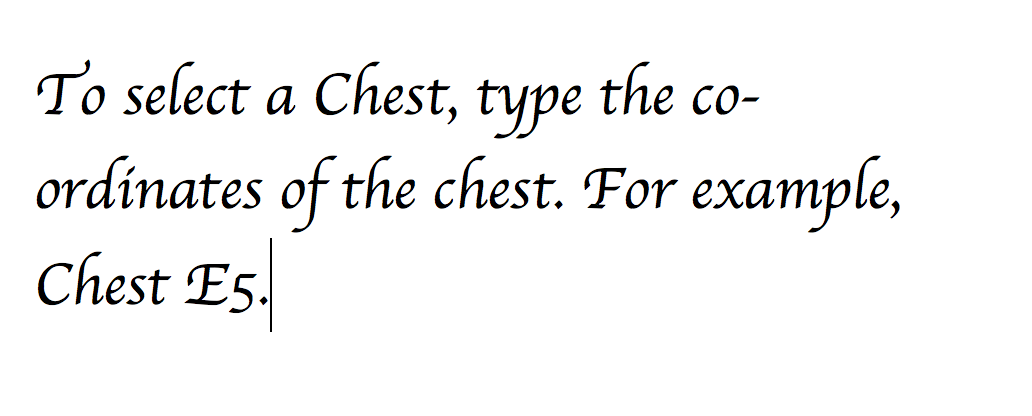 To select a Chest, type the co-
ordinates of the chest. For example,
Chest E5.